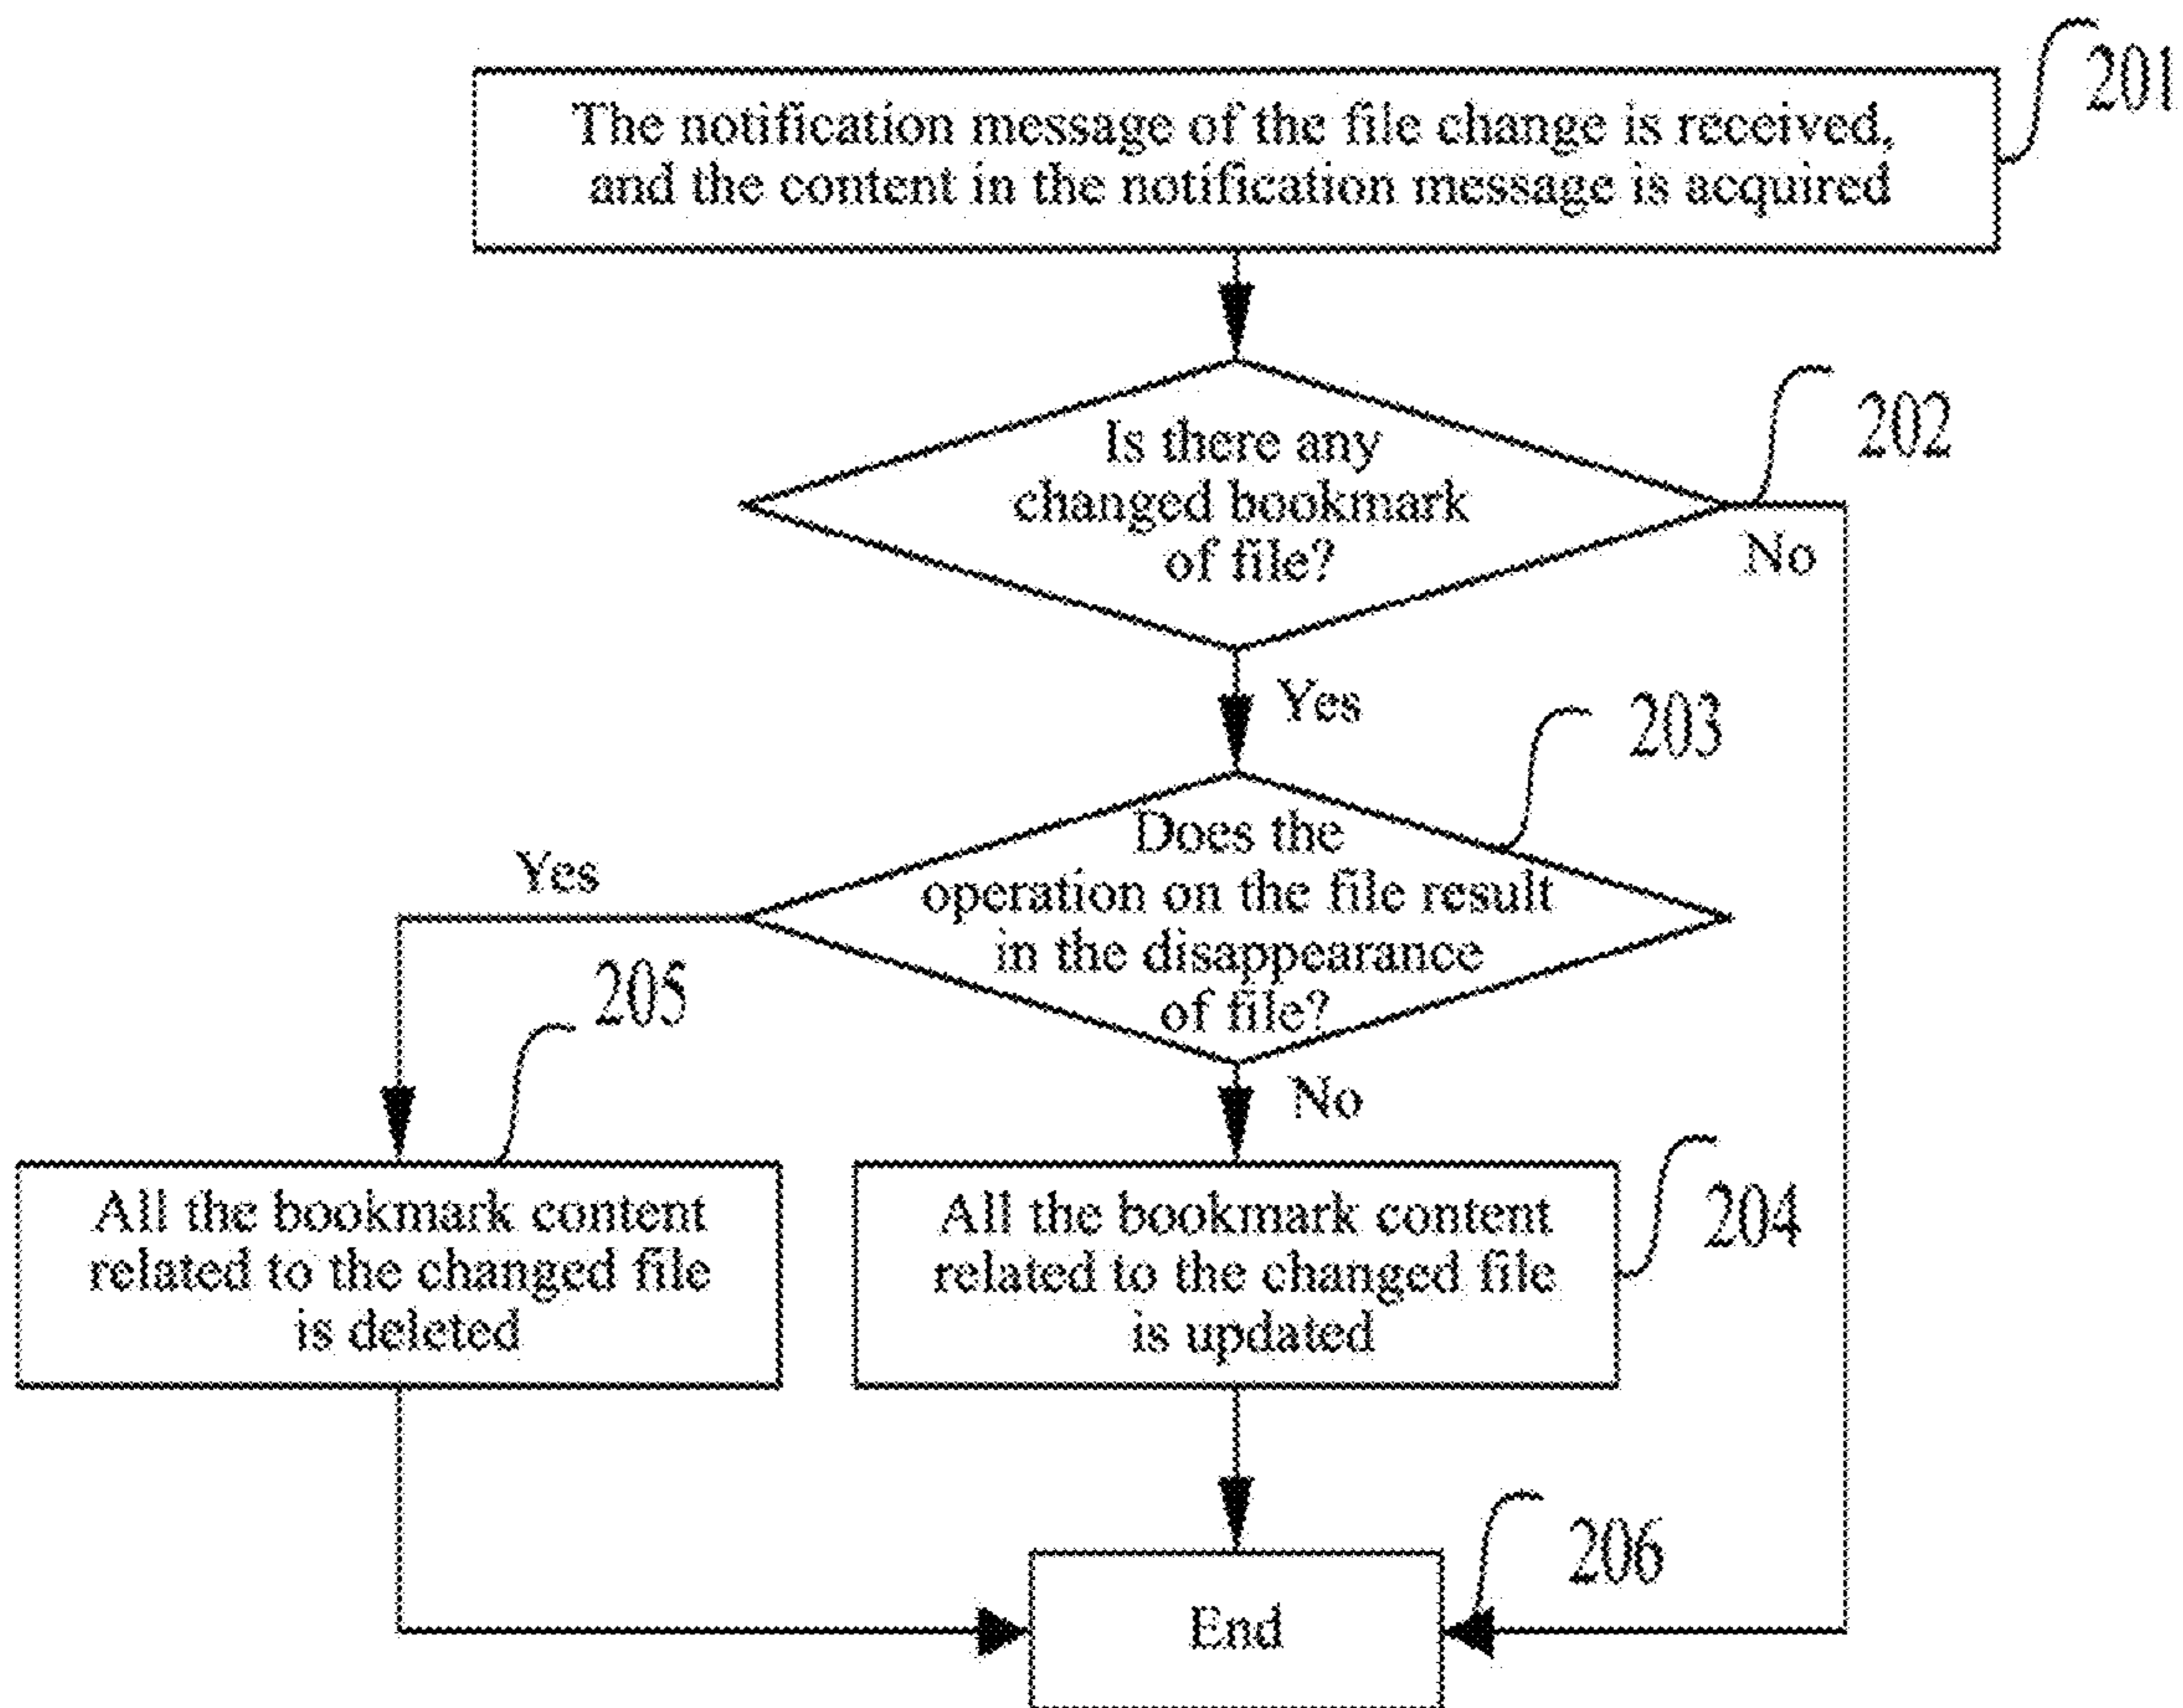 201
The notification message of the file change is received,
and the content in the notification message is acquired
202
Is there any
changed bookmark
of file?
No
Yes
203
Does the
operation on the file result
in the disappearance
of file?
Yes
No
205
All the bookmark content
related to the changed file
is deleted
204
All the bookmark content
related to the changed file
is updated
206
End